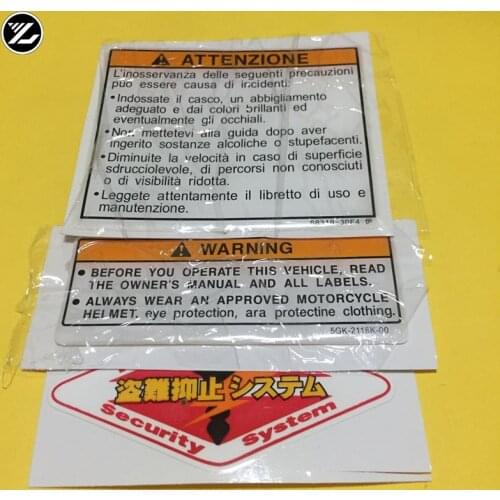 ATTENZIONE
L'inosservanza delle seguenti precauzioni
può essere causa di incidenti.
•Indossate il casco, un abbigliamento
adeguato e dai colori brillanti ed
eventualmente gli occhiali.
•Non mettetevi alla guida dopo aver
ingerito sostanze alcoliche o stupefacenti.
•Diminuite la velocità in caso di superficie
sdrucciolevole, di percorsi non conosciuti
o di visibilità ridotta.
•Leggete attentamente il libretto di uso e
manutenzione.
WARNING
● BEFORE YOU OPERATE THIS VEHICLE, READ
THE OWNER'S MANUAL AND ALL LABELS.
● ALWAYS WEAR AN APPROVED MOTORCYCLE
HELMET, eye protection, ara protectine clothing.
5GK-2118K-00
盗難抑止システム
Security System